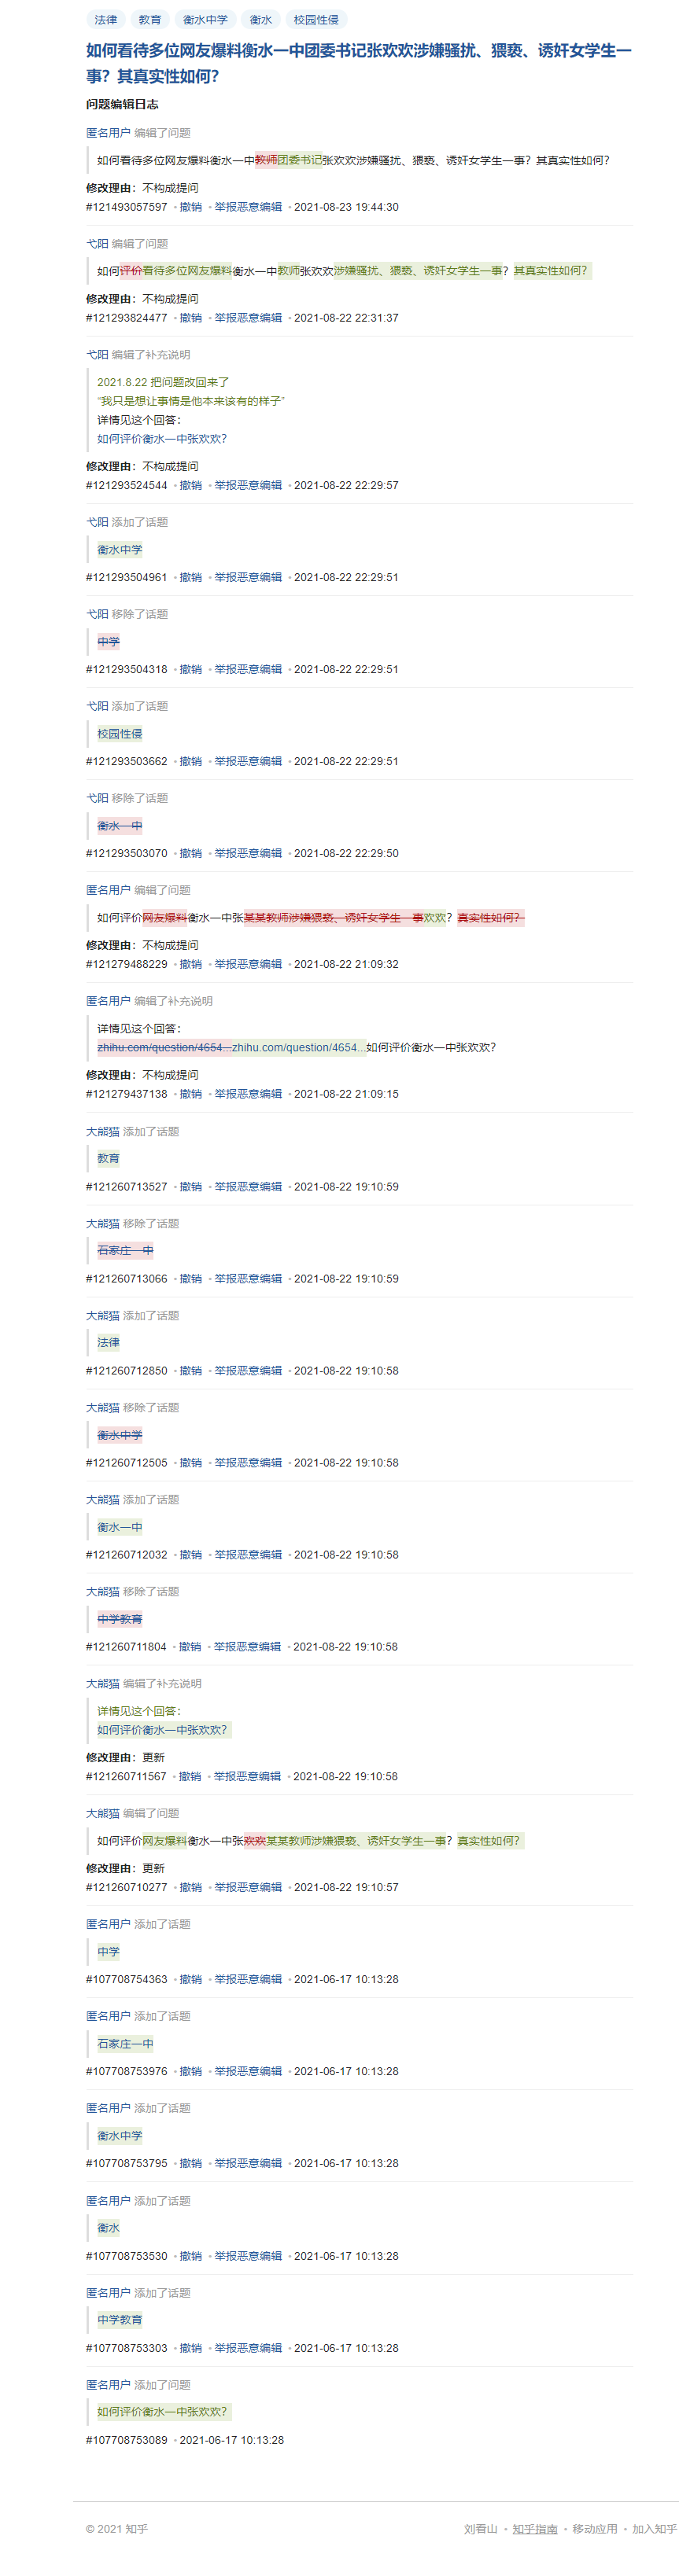 法律 教育 衡水中学 衡水 校园性侵
如何看待多位网友爆料衡水一中团委书记张欢欢涉嫌骚扰、猥亵、诱奸女学生一
事？其真实性如何？
问题编辑日志
匿名用户 编辑了问题
如何看待多位网友爆料衡水一中教师团委书记张欢欢涉嫌骚扰、猥亵、诱奸女学生一事？其真实性如何？
修改理由：不构成提问
#121493057597 • 撤销 • 举报恶意编辑 • 2021-08-23 19:44:30
弋阳 编辑了问题
如何评价看待多位网友爆料衡水一中教师张欢欢涉嫌骚扰、猥亵、诱奸女学生一事？其真实性如何？
修改理由：不构成提问
#121293824477 • 撤销 • 举报恶意编辑 • 2021-08-22 22:31:37
弋阳 编辑了补充说明
2021.8.22 把问题改回来了
“我只是想让事情是他本来该有的样子”
详情见这个回答：
如何评价衡水一中张欢欢？
修改理由：不构成提问
#121293524544 • 撤销 • 举报恶意编辑 • 2021-08-22 22:29:57
弋阳 添加了话题
衡水中学
#121293504961 • 撤销 • 举报恶意编辑 • 2021-08-22 22:29:51
弋阳 移除了话题
中学
#121293504318 • 撤销 • 举报恶意编辑 • 2021-08-22 22:29:51
弋阳 添加了话题
校园性侵
#121293503662 • 撤销 • 举报恶意编辑 • 2021-08-22 22:29:51
弋阳 移除了话题
衡水一中
#121293503070 • 撤销 • 举报恶意编辑 • 2021-08-22 22:29:50
匿名用户 编辑了问题
如何评价网友爆料衡水一中张某某教师涉嫌猥亵、诱奸女学生一事欢欢？真实性如何？
修改理由：不构成提问
#121279488229 • 撤销 • 举报恶意编辑 • 2021-08-22 21:09:32
匿名用户 编辑了补充说明
详情见这个回答：
zhihu.com/question/4654...zhihu.com/question/4654...如何评价衡水一中张欢欢？
修改理由：不构成提问
#121279437138 • 撤销 • 举报恶意编辑 • 2021-08-22 21:09:15
大熊猫 添加了话题
教育
#121260713527 • 撤销 • 举报恶意编辑 • 2021-08-22 19:10:59
大熊猫 移除了话题
石家庄一中
#121260713066 • 撤销 • 举报恶意编辑 • 2021-08-22 19:10:59
大熊猫 添加了话题
法律
#121260712850 • 撤销 • 举报恶意编辑 • 2021-08-22 19:10:58
大熊猫 移除了话题
衡水中学
#121260712505 • 撤销 • 举报恶意编辑 • 2021-08-22 19:10:58
大熊猫 添加了话题
衡水一中
#121260712032 • 撤销 • 举报恶意编辑 • 2021-08-22 19:10:58
大熊猫 移除了话题
中学教育
#121260711804 • 撤销 • 举报恶意编辑 • 2021-08-22 19:10:58
大熊猫 编辑了补充说明
详情见这个回答：
如何评价衡水一中张欢欢？
修改理由：更新
#121260711567 • 撤销 • 举报恶意编辑 • 2021-08-22 19:10:58
大熊猫 编辑了问题
如何评价网友爆料衡水一中张欢欢某某教师涉嫌猥亵、诱奸女学生一事？真实性如何？
修改理由：更新
#121260710277 • 撤销 • 举报恶意编辑 • 2021-08-22 19:10:57
匿名用户 添加了话题
中学
#107708754363 • 撤销 • 举报恶意编辑 • 2021-06-17 10:13:28
匿名用户 添加了话题
石家庄一中
#107708753976 • 撤销 • 举报恶意编辑 • 2021-06-17 10:13:28
匿名用户 添加了话题
衡水中学
#107708753795 • 撤销 • 举报恶意编辑 • 2021-06-17 10:13:28
匿名用户 添加了话题
衡水
#107708753530 • 撤销 • 举报恶意编辑 • 2021-06-17 10:13:28
匿名用户 添加了话题
中学教育
#107708753303 • 撤销 • 举报恶意编辑 • 2021-06-17 10:13:28
匿名用户 添加了问题
如何评价衡水一中张欢欢？
#107708753089 • 2021-06-17 10:13:28
© 2021 知乎 刘看山 • 知乎指南 • 移动应用 • 加入知乎